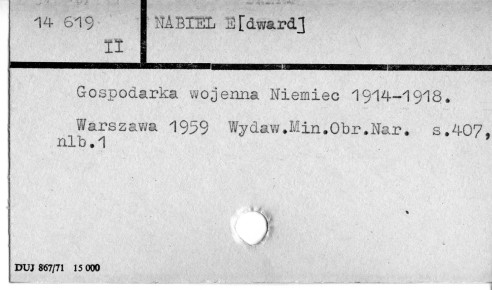 14 619
II
NABIEL E[dward]
Gospodarka wojenna Niemiec 1914-1918.
Warszawa 1959 Wydaw.Min.Obr.Nar. s.407,
nlb.1
DUJ 867/71 15 000